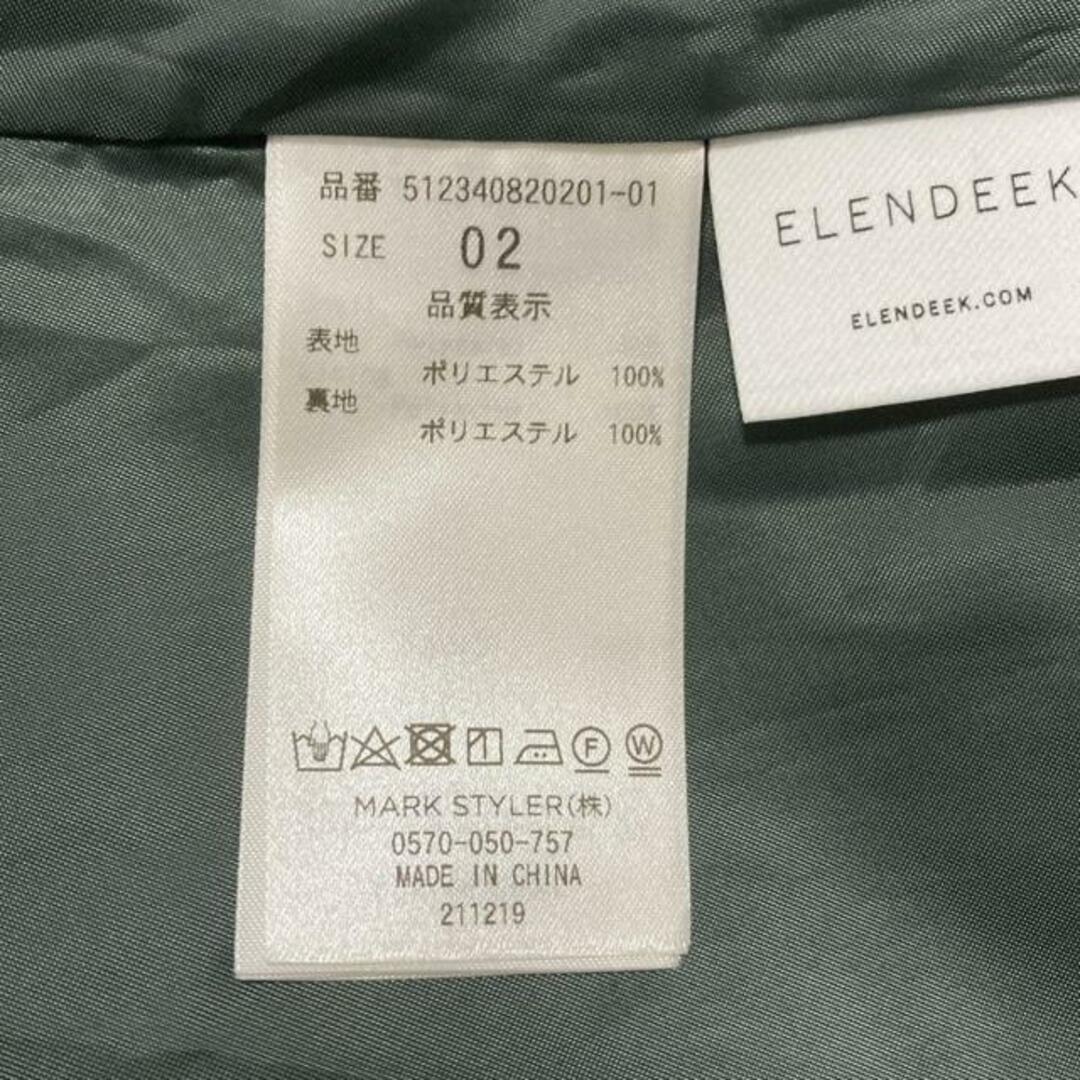 品番 512340820201-01
SIZE 02
品質表示
表地
ポリエステル 100%
裏地
ポリエステル 100%
F W
MARK STYLER(株)
0570-050-757
MADE IN CHINA
211219
ELENDEEK
ELENDEEK.COM